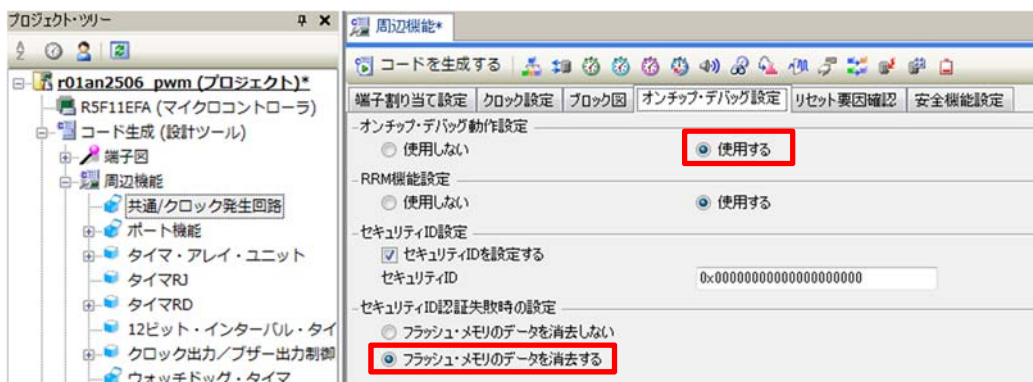 プロジェクト・ツリー
r01an2506_pwm (プロジェクト)*
R5F11EFA (マイクロコントローラ)
コード生成 (設計ツール)
端子図
周辺機能
共通/クロック発生回路
ポート機能
タイマ・アレイ・ユニット
タイマRJ
タイマRD
12ビット・インターバル・タイ
クロック出力／ブザー出力制御
ウォッチドッグ・タイマ
周辺機能*
コードを生成する
端子割り当て設定 クロック設定 ブロック図 オンチップ・デバッグ設定 リセット要因確認 安全機能設定
オンチップ・デバッグ動作設定
使用しない 使用する
RRM機能設定
使用しない 使用する
セキュリティID設定
セキュリティIDを設定する
セキュリティID 0x00000000000000000000
セキュリティID認証失敗時の設定
フラッシュ・メモリのデータを消去しない
フラッシュ・メモリのデータを消去する